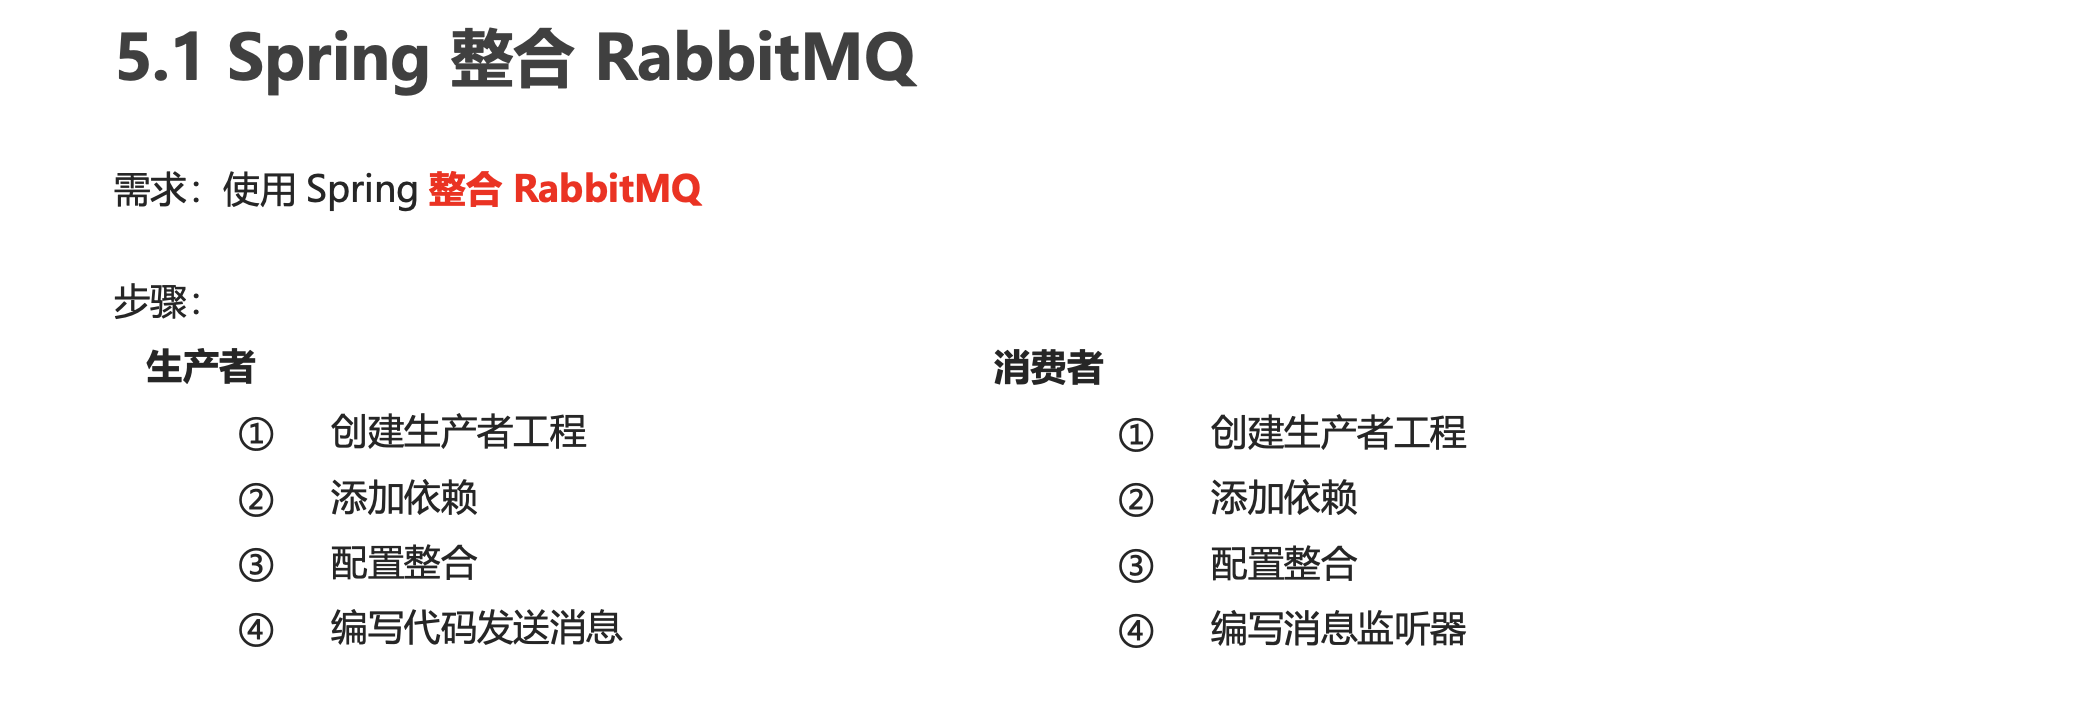 5.1 Spring 整合 RabbitMQ
需求：使用 Spring 整合 RabbitMQ
步骤：
生产者
① 创建生产者工程
② 添加依赖
③ 配置整合
④ 编写代码发送消息
消费者
① 创建生产者工程
② 添加依赖
③ 配置整合
④ 编写消息监听器